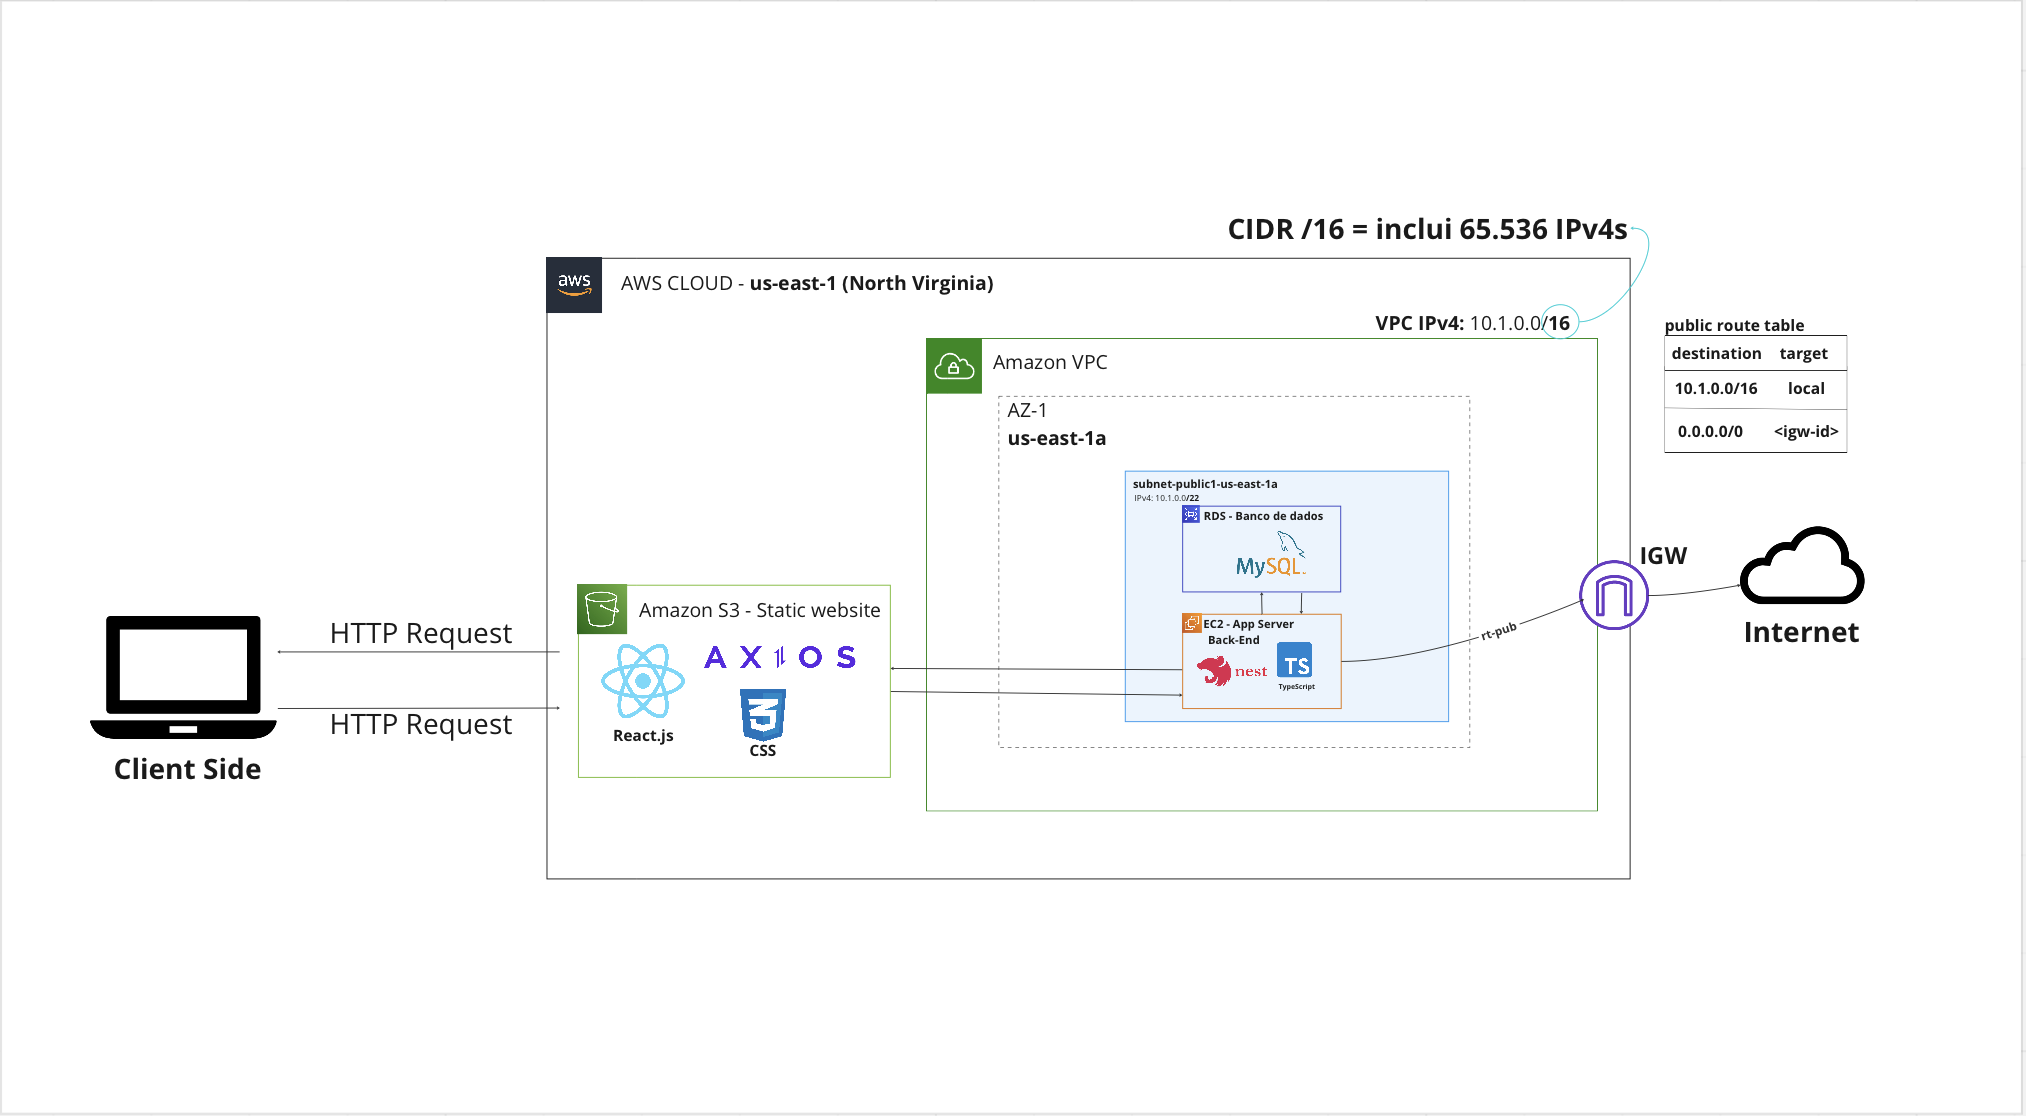 CIDR /16 = inclui 65.536 IPv4s
aws
AWS CLOUD - us-east-1 (North Virginia)
VPC IPv4: 10.1.0.0/16
public route table
destination target
10.1.0.0/16 local
0.0.0.0/0 <igw-id>
Amazon VPC
AZ-1
us-east-1a
subnet-public1-us-east-1a
IPv4: 10.1.0.0/22
RDS - Banco de dados
MySQL
EC2 - App Server
Back-End
nest
TS
TypeScript
rt-pub
IGW
Internet
Amazon S3 - Static website
AXIOS
React.js
CSS
HTTP Request
HTTP Request
Client Side